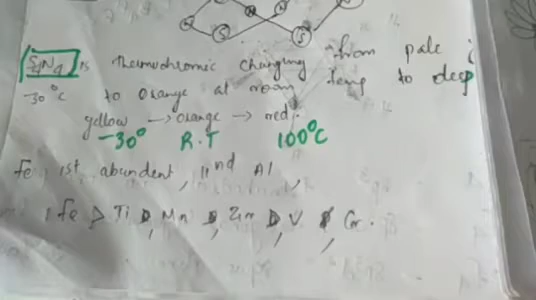 S S
S4N4 is thermochromic changing from pale
-30°C to orange at room temp to deep
yellow → orange → red.
-30° R.T 100°C
fe, 1st abundent, IInd Al,
fe > Ti, Mn, Zr, V, Cr.